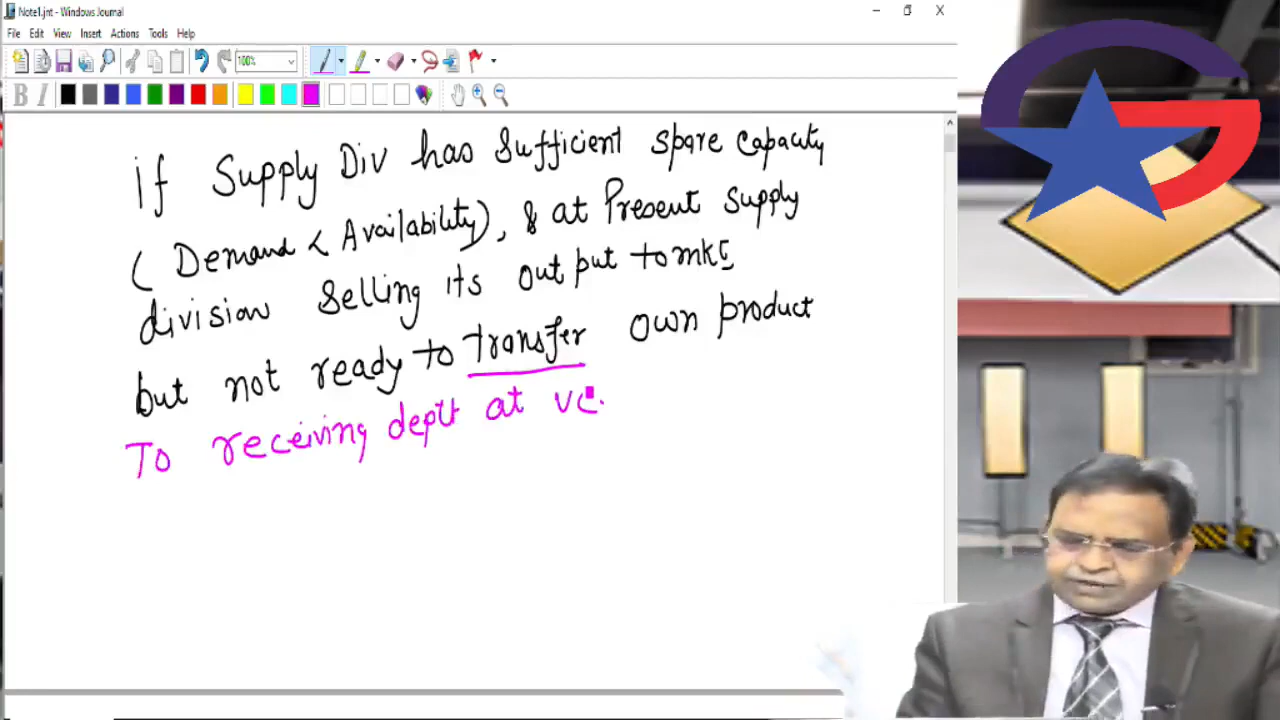 Note1.jnt - Windows Journal
File Edit View Insert Actions Tools Help
100%
B I
If Supply Div has Sufficient spare capacity
( Demand < Availability), & at Present Supply
division Selling its output to mkt
but not ready to transfer own product
To receiving deptt at VC.